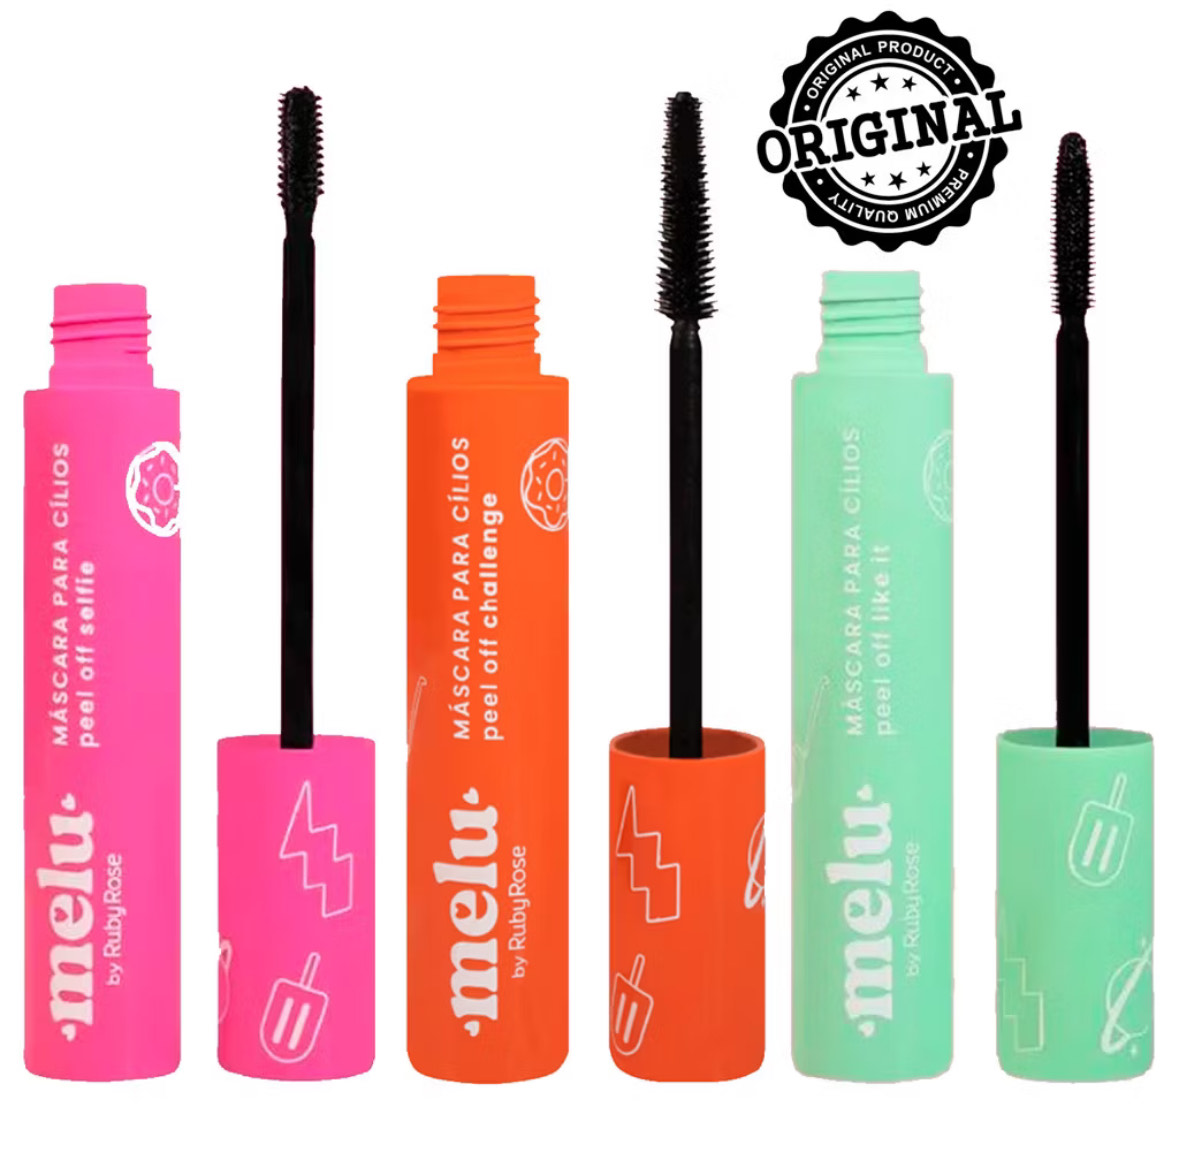 ORIGINAL PRODUCT
ORIGINAL
PREMIUM QUALITY
MÁSCARA PARA CÍLIOS
peel off selfie
melu
by RubyRose
MÁSCARA PARA CÍLIOS
peel off challenge
melu
by RubyRose
MÁSCARA PARA CÍLIOS
peel off like it
melu
by RubyRose